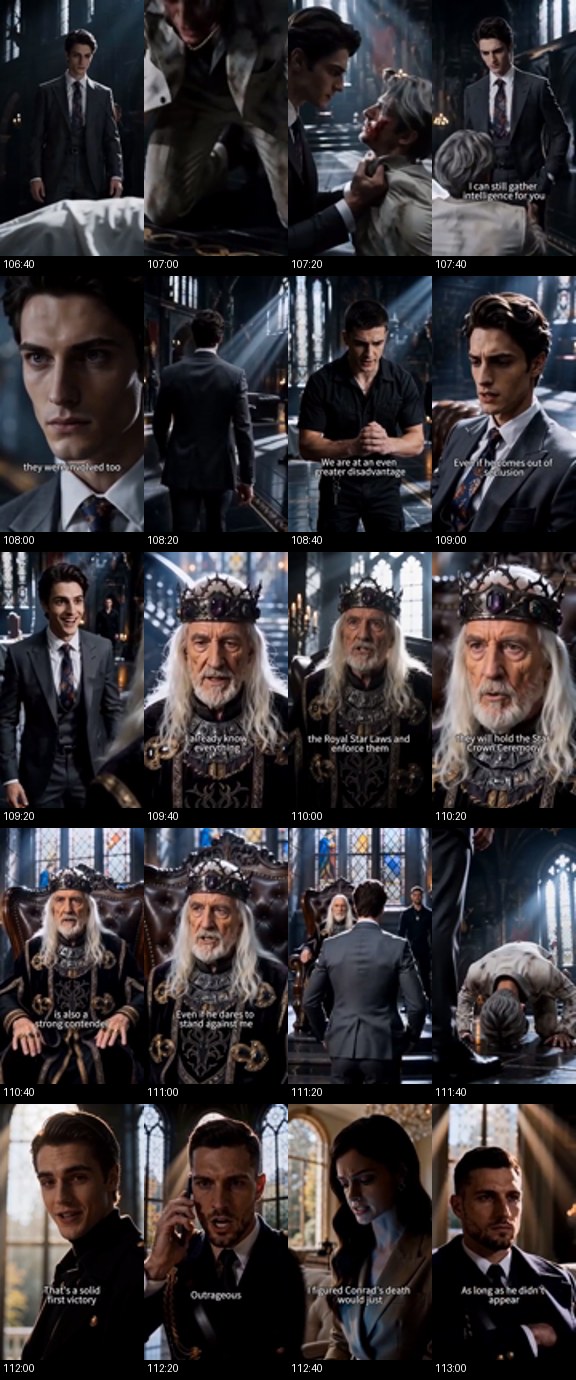 I can still gather
intelligence for you
106:40
107:00
107:20
107:40
they were involved too
We are at an even
greater disadvantage
Even if he comes out of
seclusion
108:00
108:20
108:40
109:00
I already know
everything
the Royal Star Laws and
enforce them
they will hold the Star
Crown Ceremony
109:20
109:40
110:00
110:20
is also a
strong contender
Even if he dares to
stand against me
110:40
111:00
111:20
111:40
That's a solid
first victory
Outrageous
I figured Conrad's death
would just
As long as he didn't
appear
112:00
112:20
112:40
113:00